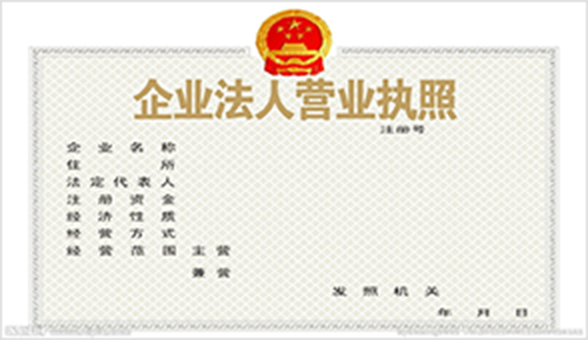 企业法人营业执照
注册号
企业名称
住所
法定代表人
注册资金
经济性质
经营方式
经营范围 主营
兼营
发照机关
年 月 日